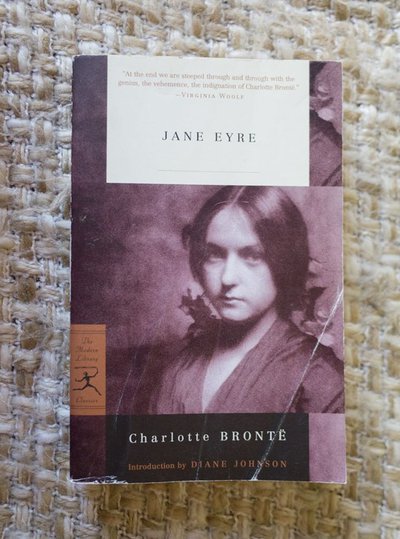 "At the end we are steeped through and through with the
genius, the vehemence, the indignation of Charlotte Brontë."
—VIRGINIA WOOLF
JANE EYRE
The
Modern
Library
Classics
Charlotte BRONTË
Introduction by DIANE JOHNSON